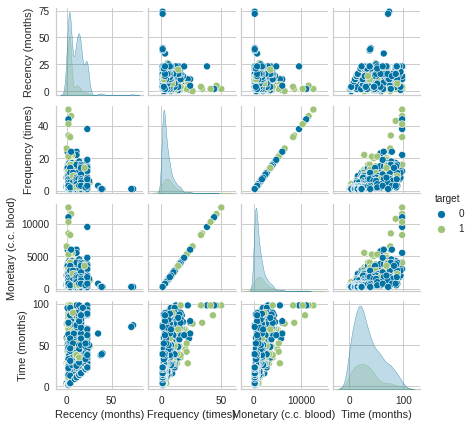 75
50
25
0
Recency (months)
40
20
0
Frequency (times)
target
0
1
10000
5000
0
Monetary (c.c. blood)
100
50
0
Time (months)
0 50
0 25 50
0 10000
0 100
Recency (months) Frequency (times) Monetary (c.c. blood) Time (months)